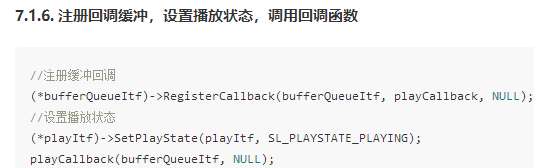 7.1.6. 注册回调缓冲，设置播放状态，调用回调函数
//注册缓冲回调
(*bufferQueueItf)->RegisterCallback(bufferQueueItf, playCallback, NULL);
//设置播放状态
(*playItf)->SetPlayState(playItf, SL_PLAYSTATE_PLAYING);
playCallback(bufferQueueItf, NULL);